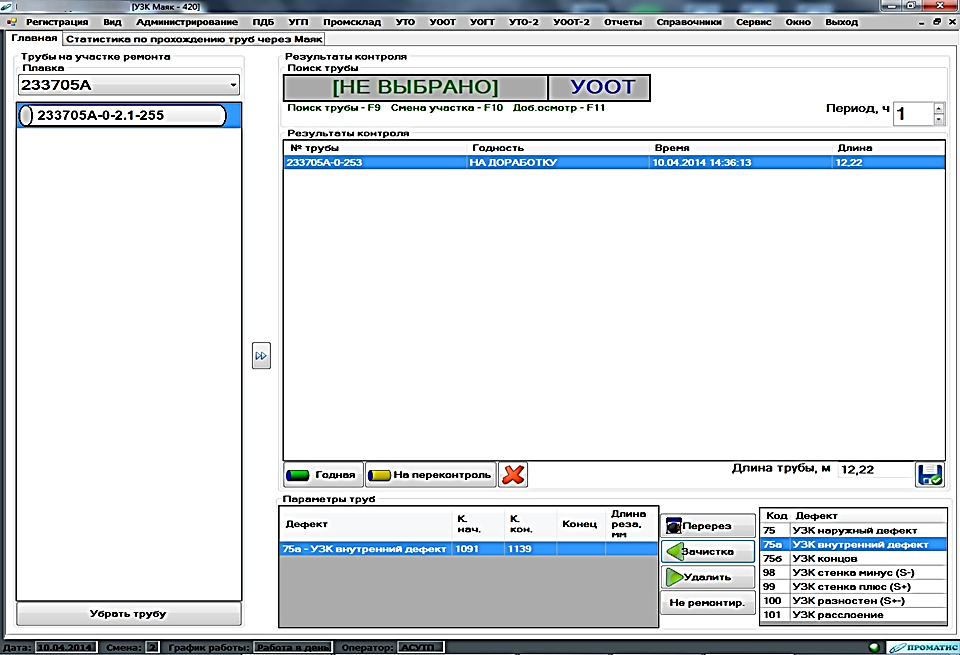 [УЗК Маяк - 420]
Регистрация Вид Администрирование ПДБ УГП Промсклад УТО УООТ УОГТ УТО-2 УООТ-2 Отчеты Справочники Сервис Окно Выход
Главная Статистика по прохождению труб через Маяк
Трубы на участке ремонта
Плавка
233705А
233705А-0-2.1-255
Убрать трубу
Результаты контроля
Поиск трубы
[НЕ ВЫБРАНО] УООТ
Поиск трубы - F9 Смена участка - F10 Доб.осмотр - F11
Период, ч 1
Результаты контроля
№ трубы Годность Время Длина
233705А-0-253 НА ДОРАБОТКУ 10.04.2014 14:36:13 12,22
Годная На переконтроль
Длина трубы, м 12,22
Параметры труб
Дефект К. нач. К. кон. Конец Длина реза, мм
75а - УЗК внутренний дефект 1091 1139
Перерез
Зачистка
Удалить
Не ремонтир.
Код Дефект
75 УЗК наружный дефект
75а УЗК внутренний дефект
75б УЗК концов
98 УЗК стенка минус (S-)
99 УЗК стенка плюс (S+)
100 УЗК разностен (S+-)
101 УЗК расслоение
Дата: 10.04.2014 Смена: 2 График работы: Работа в день Оператор: АСУТП
ПРОМАТИС